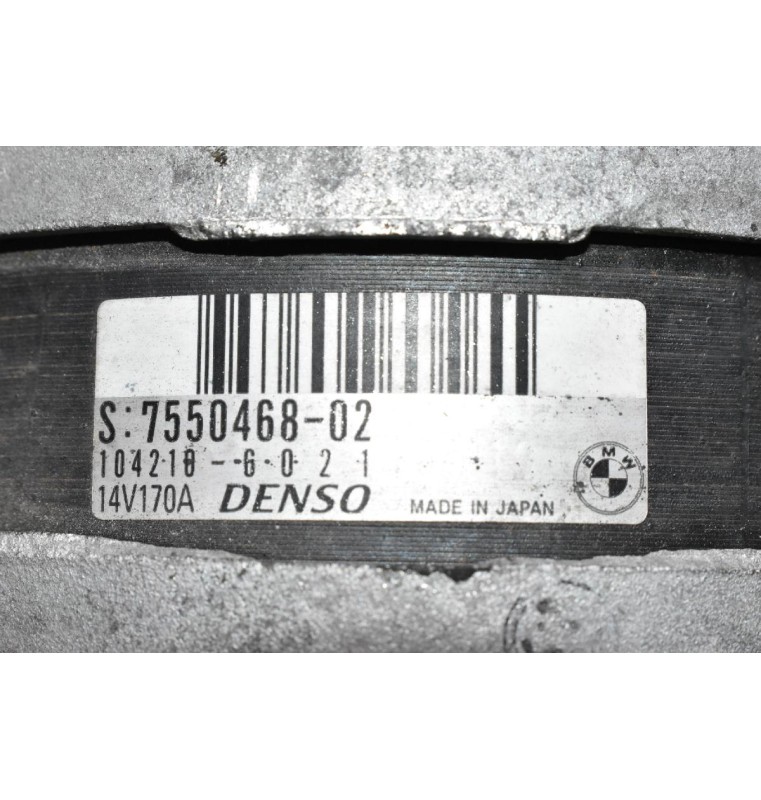 S:7550468-02
104210-6021
14V170A DENSO MADE IN JAPAN
BMW